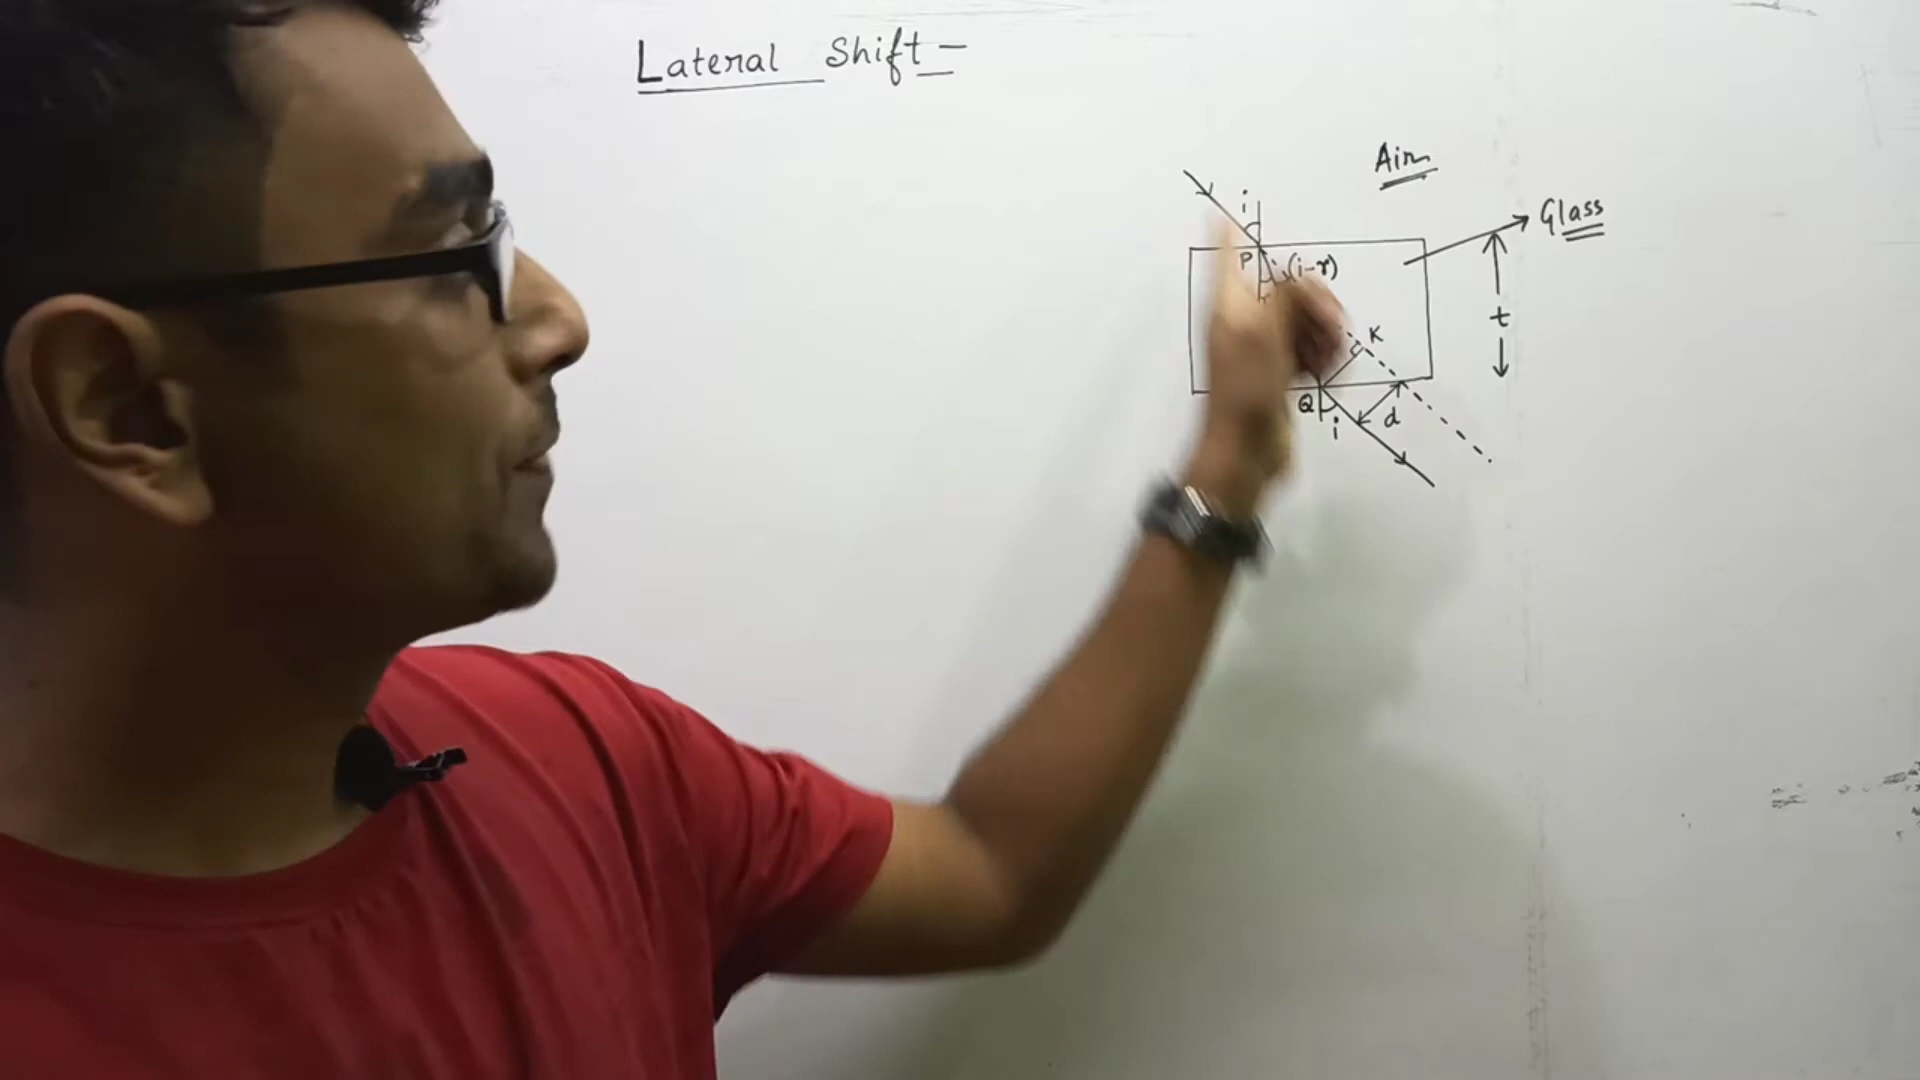 Lateral Shift -
Air
Glass
i
P
(i-r)
t
K
Q
i
d